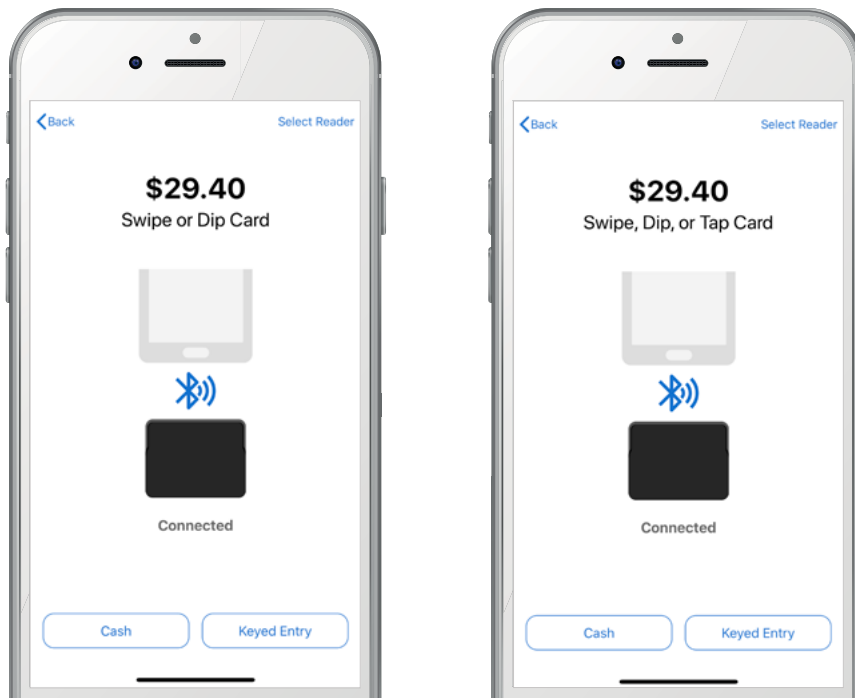 Back
Select Reader
$29.40
Swipe or Dip Card
Connected
Cash
Keyed Entry
Back
Select Reader
$29.40
Swipe, Dip, or Tap Card
Connected
Cash
Keyed Entry